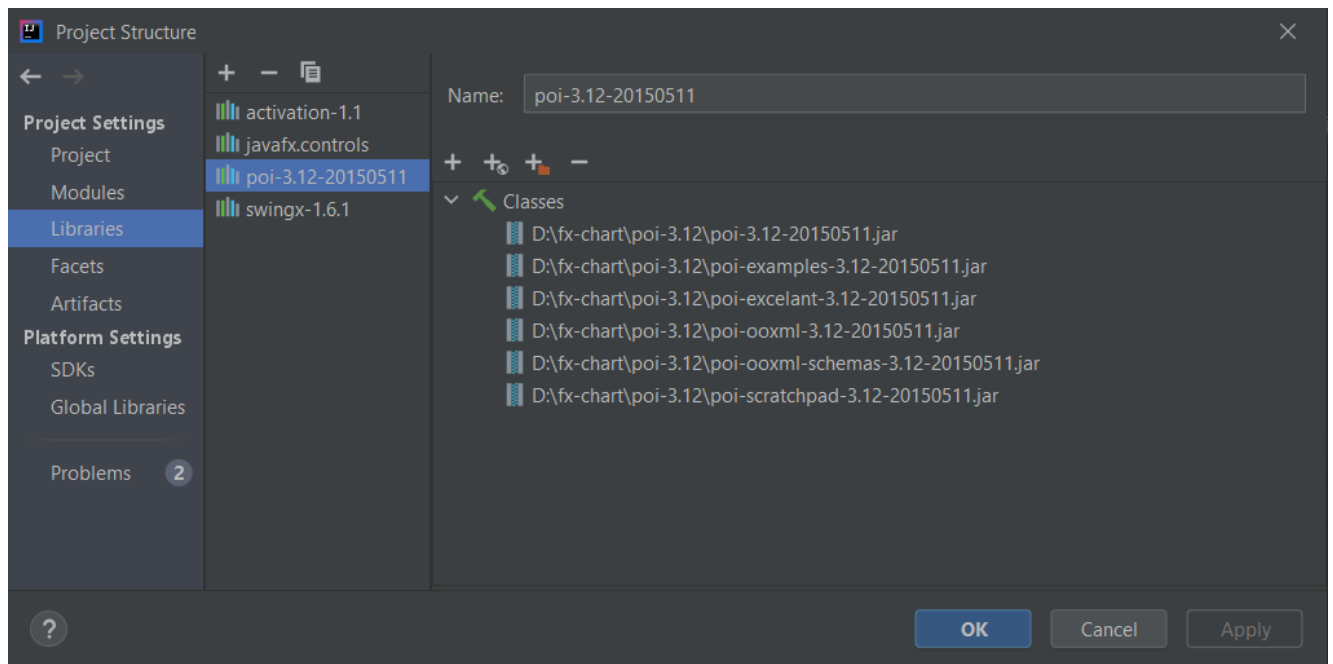 Project Structure
Project Settings
Project
Modules
Libraries
Facets
Artifacts
Platform Settings
SDKs
Global Libraries
Problems 2
activation-1.1
javafx.controls
poi-3.12-20150511
swingx-1.6.1
Name: poi-3.12-20150511
Classes
D:\fx-chart\poi-3.12\poi-3.12-20150511.jar
D:\fx-chart\poi-3.12\poi-examples-3.12-20150511.jar
D:\fx-chart\poi-3.12\poi-excelant-3.12-20150511.jar
D:\fx-chart\poi-3.12\poi-ooxml-3.12-20150511.jar
D:\fx-chart\poi-3.12\poi-ooxml-schemas-3.12-20150511.jar
D:\fx-chart\poi-3.12\poi-scratchpad-3.12-20150511.jar
? OK Cancel Apply